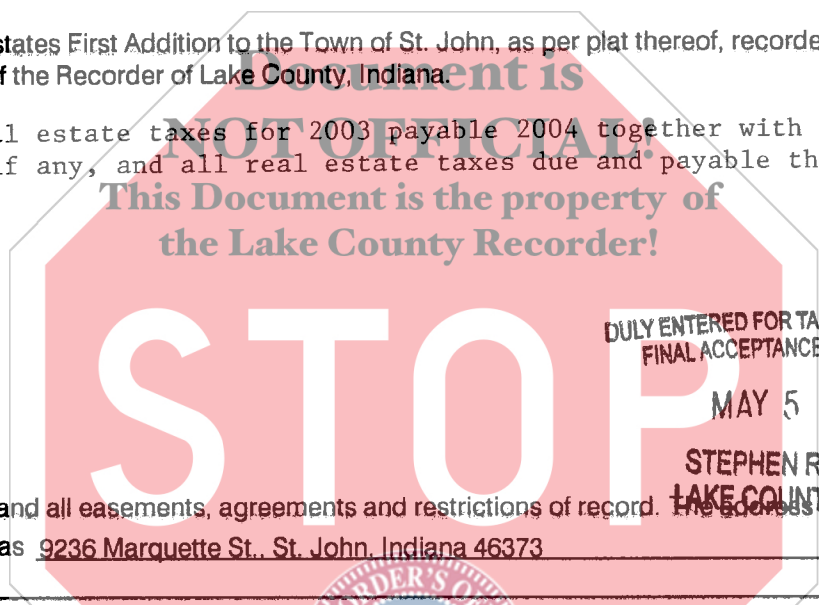 states First Addition to the Town of St. John, as per plat thereof, recorde
f the Recorder of Lake County, Indiana.
Document is
l estate taxes for 2003 payable 2004 together with
NOT OFFICIAL!
if any, and all real estate taxes due and payable th
This Document is the property of
the Lake County Recorder!
STOP
DULY ENTERED FOR TA
FINAL ACCEPTANCE
MAY 5
STEPHEN R
LAKE COUNT
and all easements, agreements and restrictions of record. The address
as 9236 Marquette St., St. John, Indiana 46373
ORDER'S O